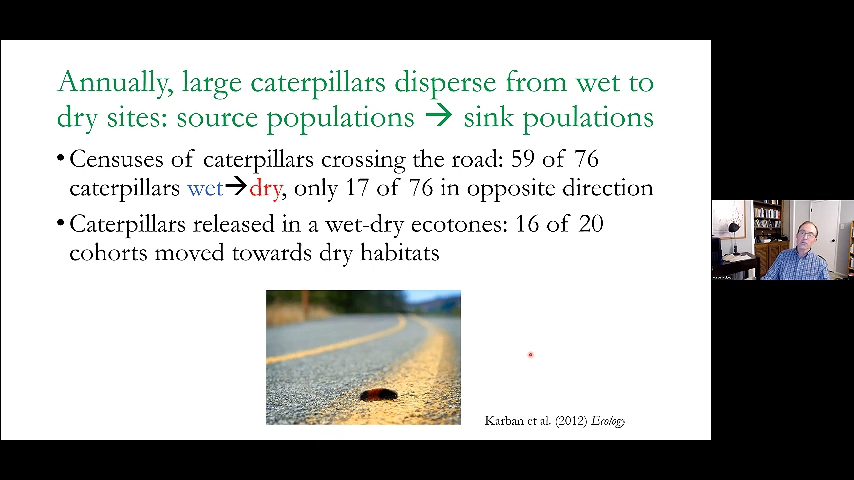 Annually, large caterpillars disperse from wet to
dry sites: source populations → sink poulations
• Censuses of caterpillars crossing the road: 59 of 76
caterpillars wet→dry, only 17 of 76 in opposite direction
• Caterpillars released in a wet-dry ecotones: 16 of 20
cohorts moved towards dry habitats
Karban et al. (2012) Ecology